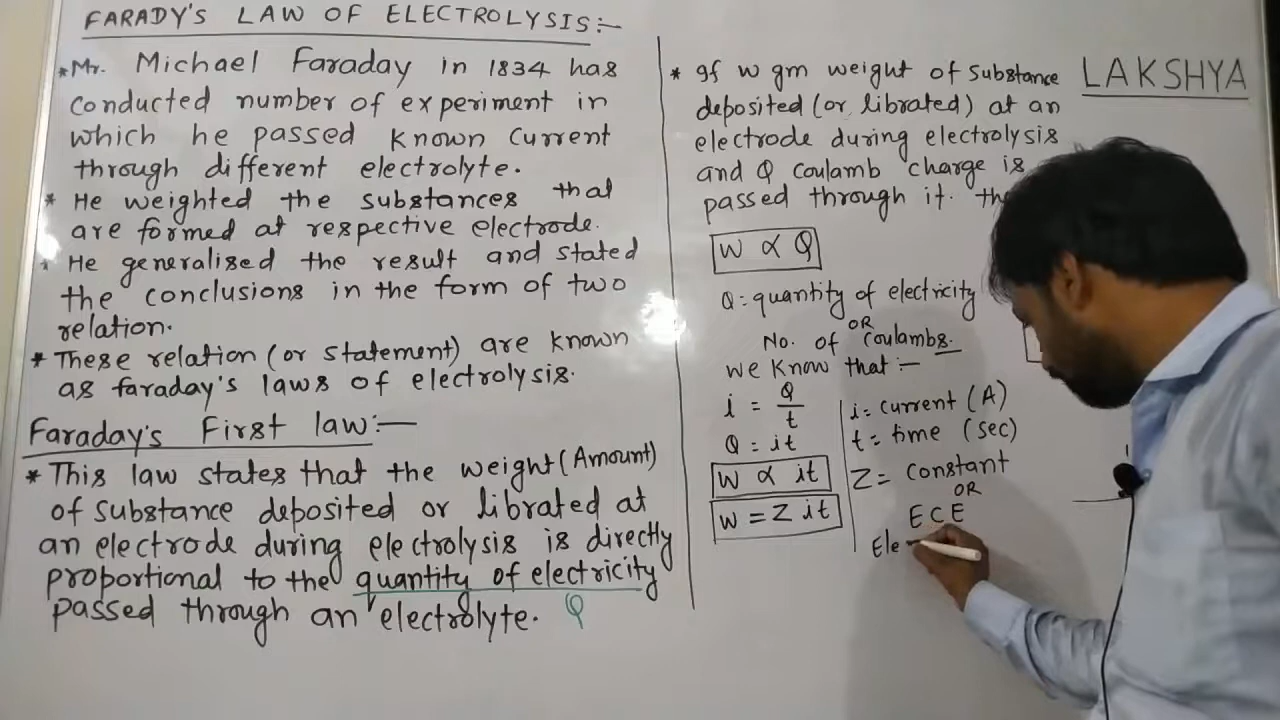 FARADY'S LAW OF ELECTROLYSIS:-
* Mr. Michael Faraday in 1834 has
conducted number of experiment in
which he passed known current
through different electrolyte.
* He weighted the substances that
are formed at respective electrode.
* He generalised the result and stated
the conclusions in the form of two
relation.
* These relation (or statement) are known
as faraday's laws of electrolysis.
Faraday's First law:-
* This law states that the weight (Amount)
of substance deposited or librated at
an electrode during electrolysis is directly
proportional to the quantity of electricity
passed through an electrolyte. Q
* If w gm weight of substance
deposited (or librated) at an
electrode during electrolysis
and Q coulamb charge is
passed through it.
W ∝ Q
Q = quantity of electricity
OR
No. of coulambs.
we know that :-
i = Q/t
Q = it
W ∝ it
W = Z it
i = current (A)
t = time (sec)
Z = constant
OR
E C E
Ele
LAKSHYA